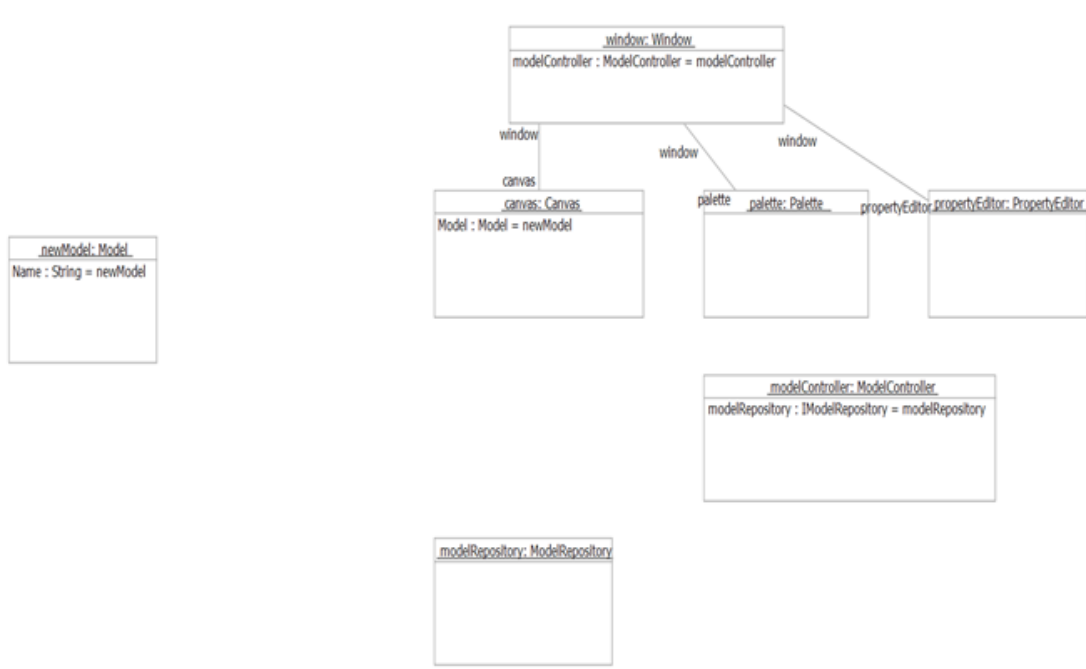 window: Window
modelController : ModelController = modelController
window
window
window
canvas
palette
propertyEditor
canvas: Canvas
Model : Model = newModel
palette: Palette
propertyEditor: PropertyEditor
newModel: Model
Name : String = newModel
modelController: ModelController
modelRepository : IModelRepository = modelRepository
modelRepository: ModelRepository